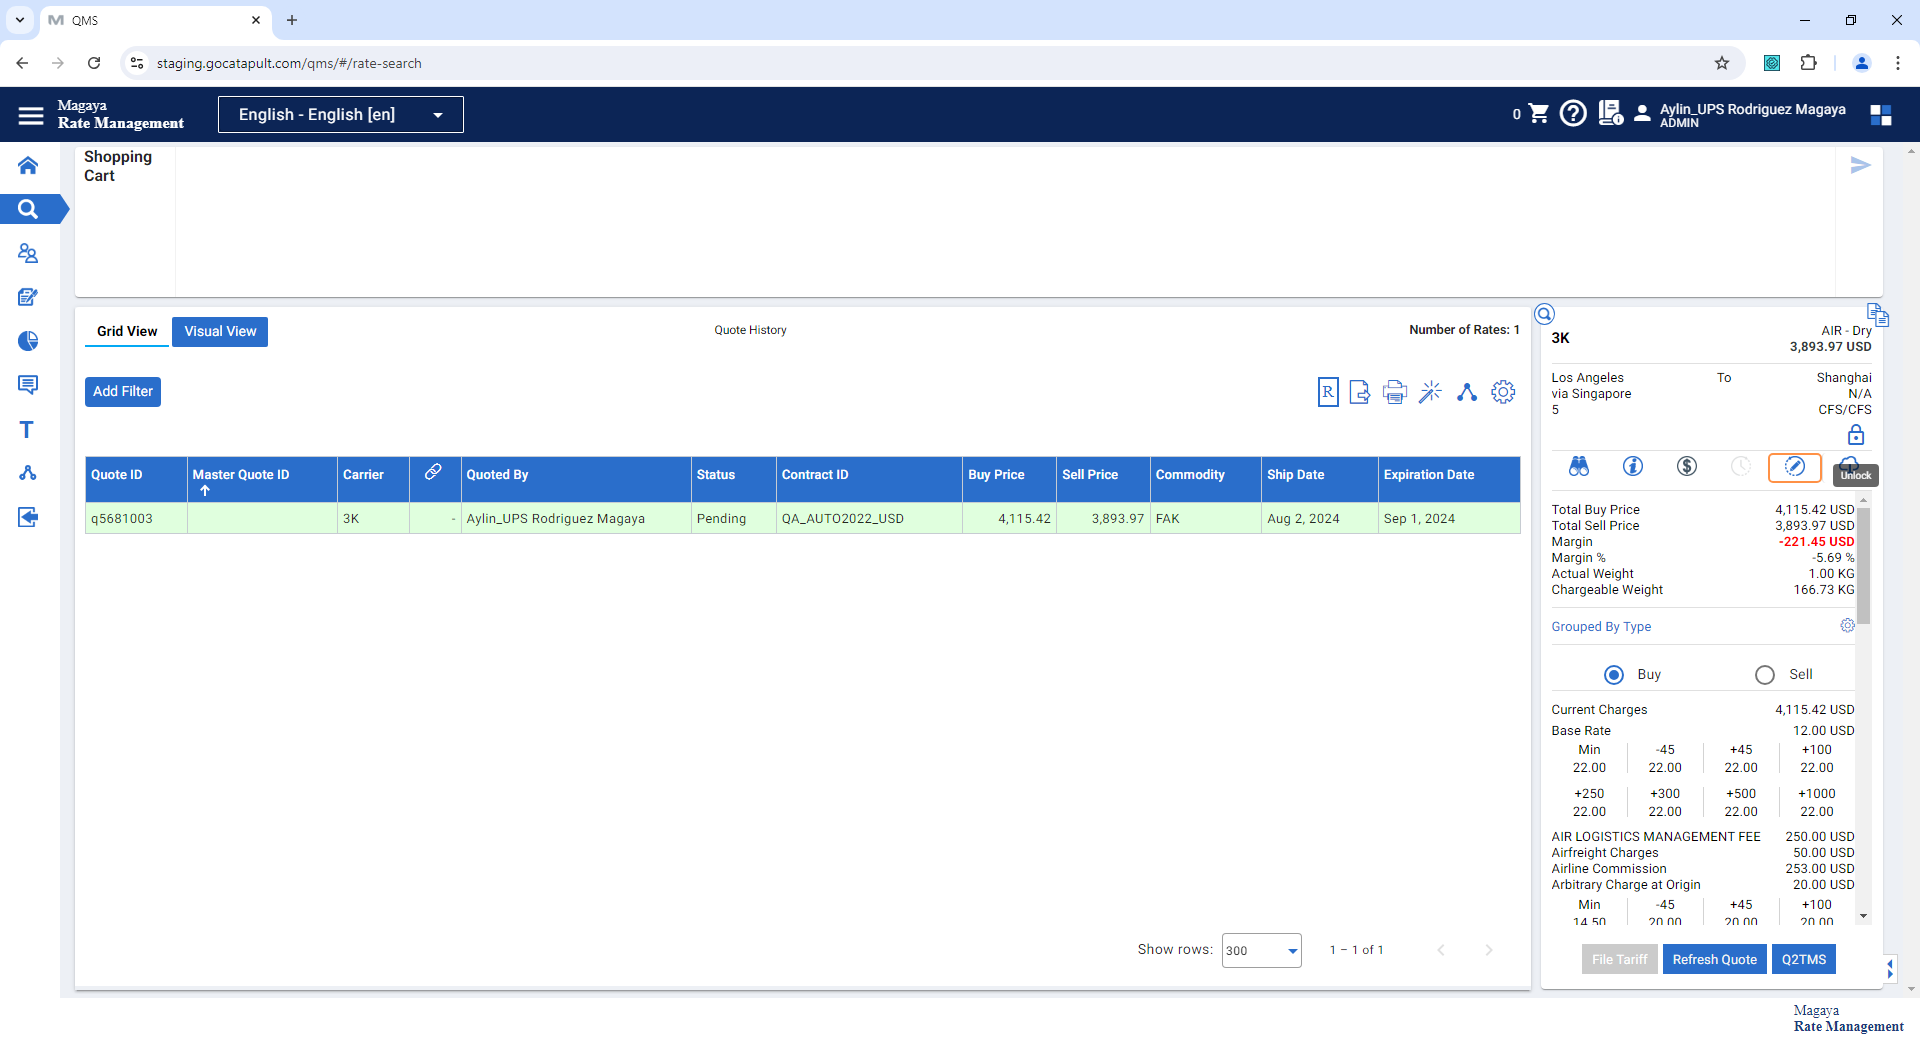 QMS
staging.gocatapult.com/qms/#/rate-search
Magaya
Rate Management
English - English [en]
0
Aylin_UPS Rodriguez Magaya
ADMIN
Shopping
Cart
Grid View
Visual View
Quote History
Number of Rates: 1
Add Filter
R
Quote ID
Master Quote ID
Carrier
Quoted By
Status
Contract ID
Buy Price
Sell Price
Commodity
Ship Date
Expiration Date
q5681003
3K
-
Aylin_UPS Rodriguez Magaya
Pending
QA_AUTO2022_USD
4,115.42
3,893.97
FAK
Aug 2, 2024
Sep 1, 2024
Show rows:
300
1 – 1 of 1
3K
AIR - Dry
3,893.97 USD
Los Angeles To Shanghai
via Singapore N/A
5 CFS/CFS
Unlock
Total Buy Price 4,115.42 USD
Total Sell Price 3,893.97 USD
Margin -221.45 USD
Margin % -5.69 %
Actual Weight 1.00 KG
Chargeable Weight 166.73 KG
Grouped By Type
Buy
Sell
Current Charges 4,115.42 USD
Base Rate 12.00 USD
Min -45 +45 +100
22.00 22.00 22.00 22.00
+250 +300 +500 +1000
22.00 22.00 22.00 22.00
AIR LOGISTICS MANAGEMENT FEE 250.00 USD
Airfreight Charges 50.00 USD
Airline Commission 253.00 USD
Arbitrary Charge at Origin 20.00 USD
Min -45 +45 +100
14.50 20.00 20.00 20.00
File Tariff
Refresh Quote
Q2TMS
Magaya
Rate Management